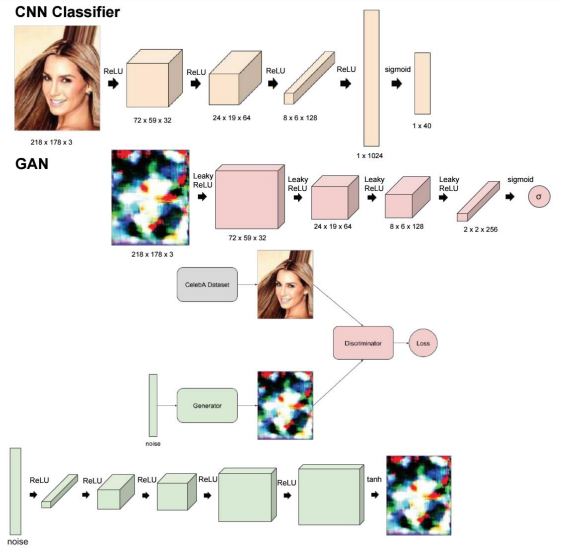 CNN Classifier
ReLU
ReLU
ReLU
ReLU
sigmoid
218 x 178 x 3
72 x 59 x 32
24 x 19 x 64
8 x 6 x 128
1 x 1024
1 x 40
GAN
Leaky
ReLU
Leaky
ReLU
Leaky
ReLU
Leaky
ReLU
sigmoid
σ
218 x 178 x 3
72 x 59 x 32
24 x 19 x 64
8 x 6 x 128
2 x 2 x 256
CelebA Dataset
Discriminator
Loss
Generator
noise
ReLU
ReLU
ReLU
ReLU
ReLU
tanh
noise